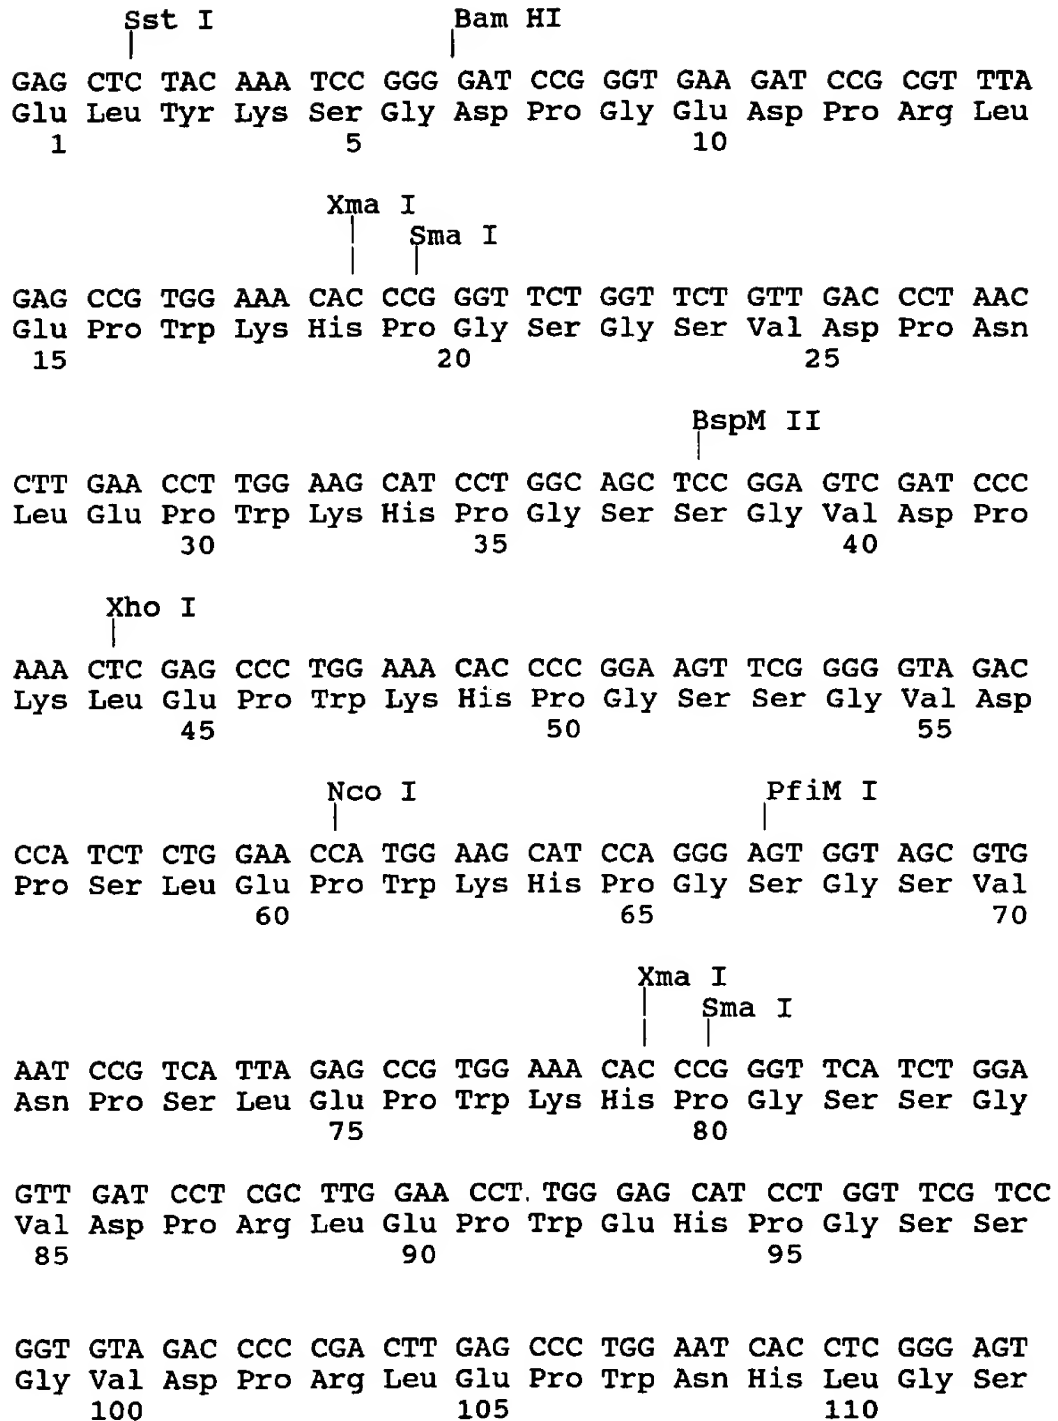 Sst I Bam HI
GAG CTC TAC AAA TCC GGG GAT CCG GGT GAA GAT CCG CGT TTA
Glu Leu Tyr Lys Ser Gly Asp Pro Gly Glu Asp Pro Arg Leu
1 5 10
Xma I
Sma I
GAG CCG TGG AAA CAC CCG GGT TCT GGT TCT GTT GAC CCT AAC
Glu Pro Trp Lys His Pro Gly Ser Gly Ser Val Asp Pro Asn
15 20 25
BspM II
CTT GAA CCT TGG AAG CAT CCT GGC AGC TCC GGA GTC GAT CCC
Leu Glu Pro Trp Lys His Pro Gly Ser Ser Gly Val Asp Pro
30 35 40
Xho I
AAA CTC GAG CCC TGG AAA CAC CCC GGA AGT TCG GGG GTA GAC
Lys Leu Glu Pro Trp Lys His Pro Gly Ser Ser Gly Val Asp
45 50 55
Nco I PfiM I
CCA TCT CTG GAA CCA TGG AAG CAT CCA GGG AGT GGT AGC GTG
Pro Ser Leu Glu Pro Trp Lys His Pro Gly Ser Gly Ser Val
60 65 70
Xma I
Sma I
AAT CCG TCA TTA GAG CCG TGG AAA CAC CCG GGT TCA TCT GGA
Asn Pro Ser Leu Glu Pro Trp Lys His Pro Gly Ser Ser Gly
75 80
GTT GAT CCT CGC TTG GAA CCT TGG GAG CAT CCT GGT TCG TCC
Val Asp Pro Arg Leu Glu Pro Trp Glu His Pro Gly Ser Ser
85 90 95
GGT GTA GAC CCC CGA CTT GAG CCC TGG AAT CAC CTC GGG AGT
Gly Val Asp Pro Arg Leu Glu Pro Trp Asn His Leu Gly Ser
100 105 110